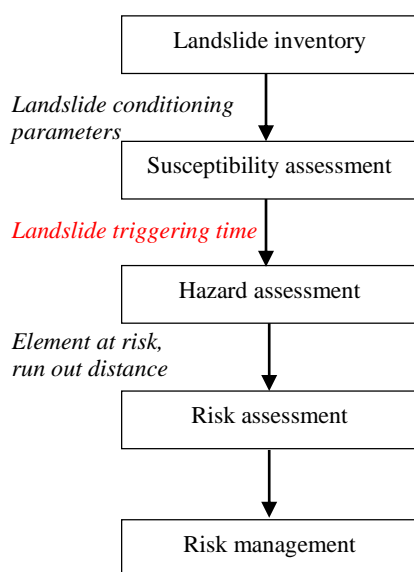 Landslide inventory
Landslide conditioning
parameters
Susceptibility assessment
Landslide triggering time
Hazard assessment
Element at risk,
run out distance
Risk assessment
Risk management